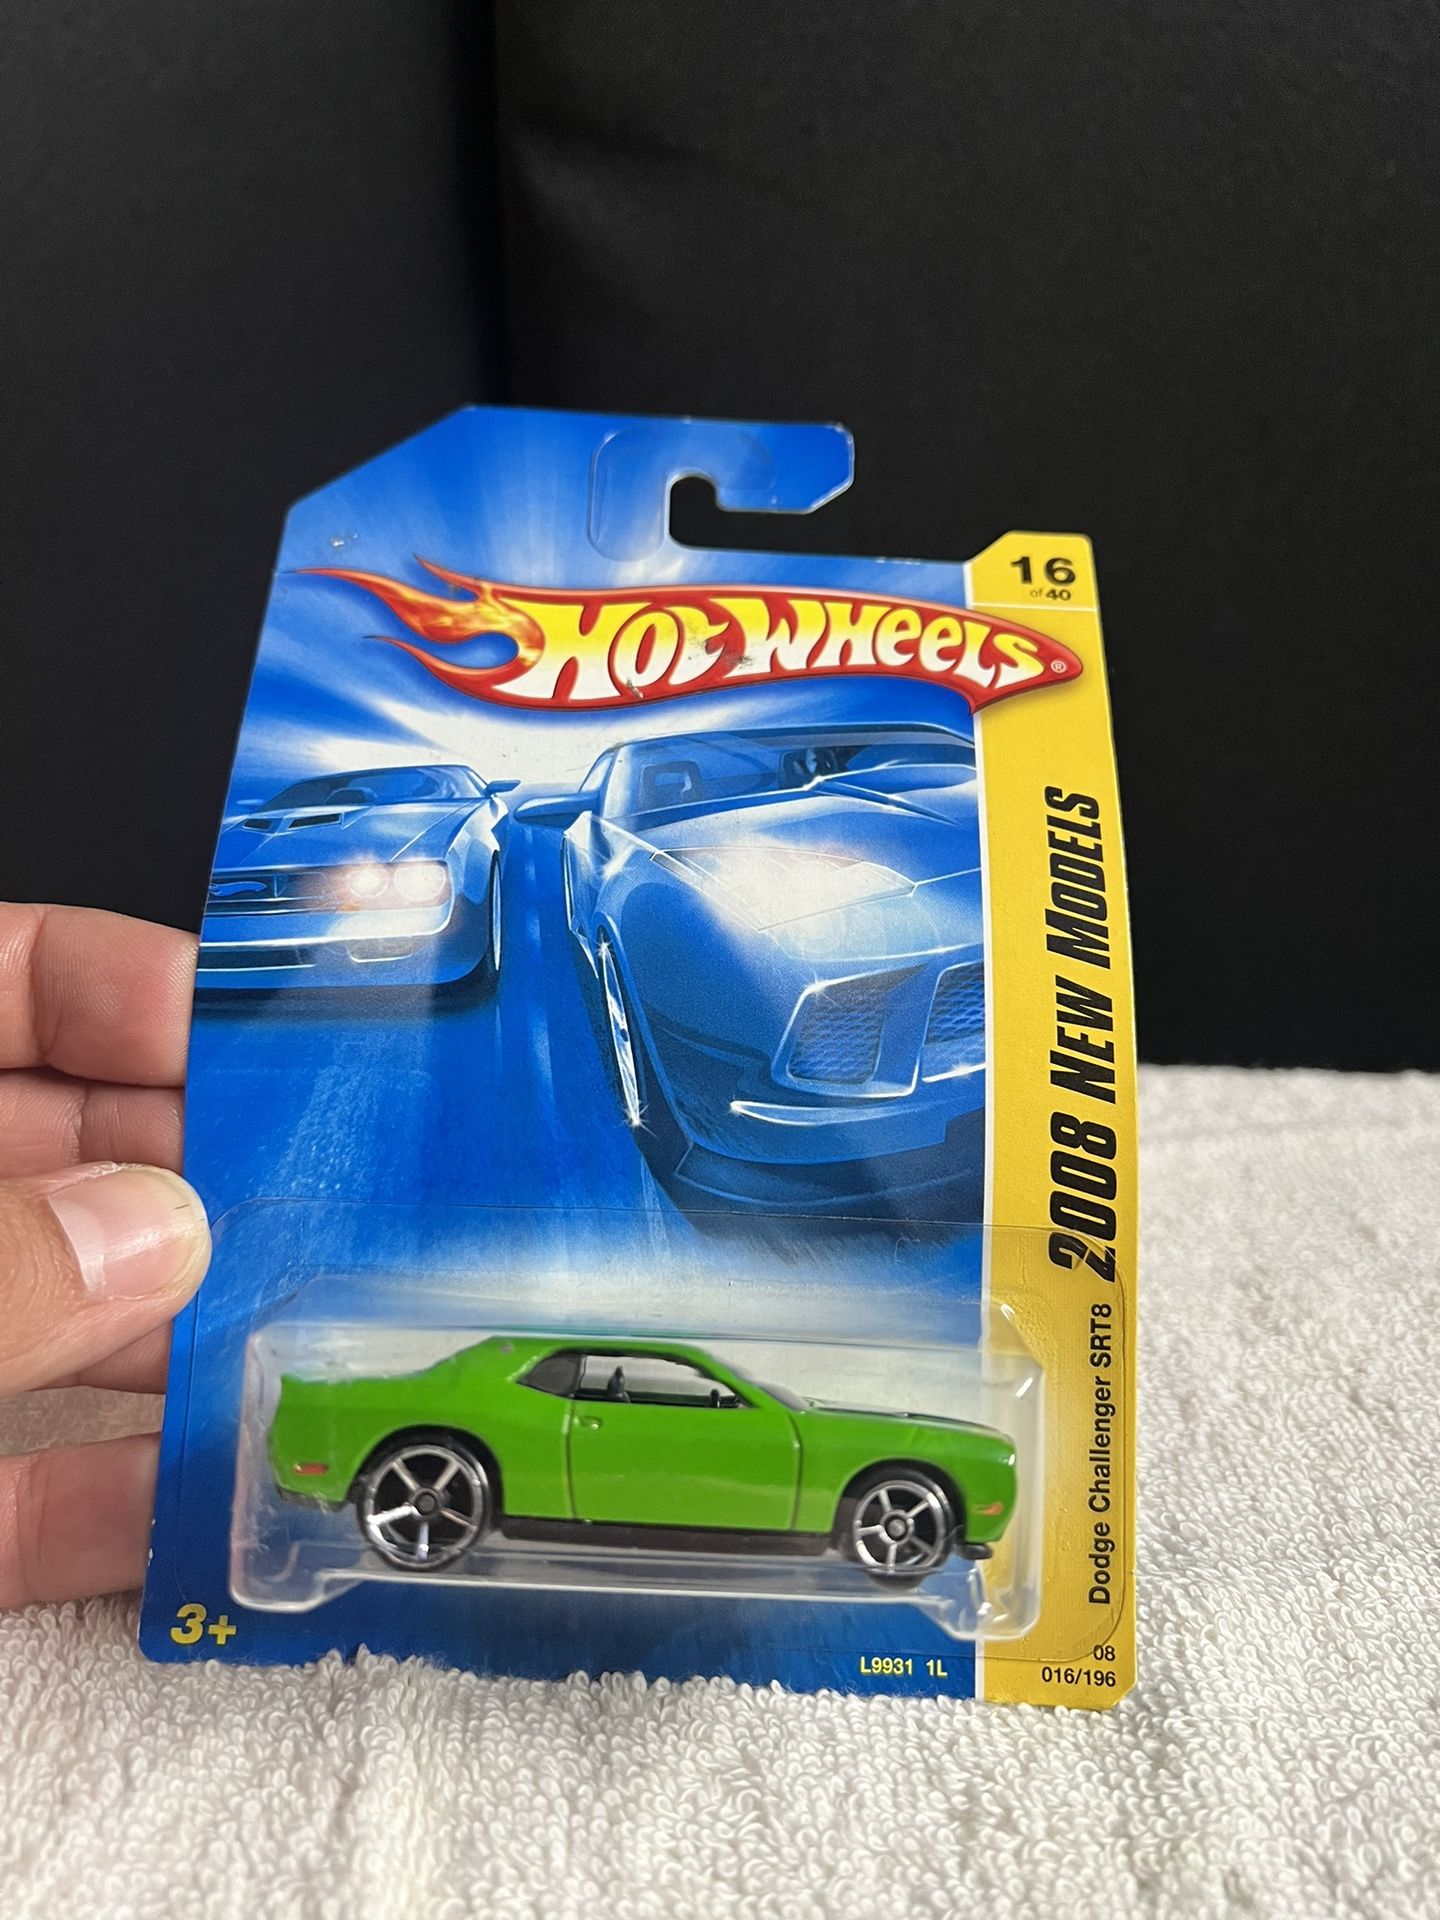 16
of 40
HOT WHEELS®
2008 NEW MODELS
Dodge Challenger SRT8
3+
L9931 1L
08
016/196